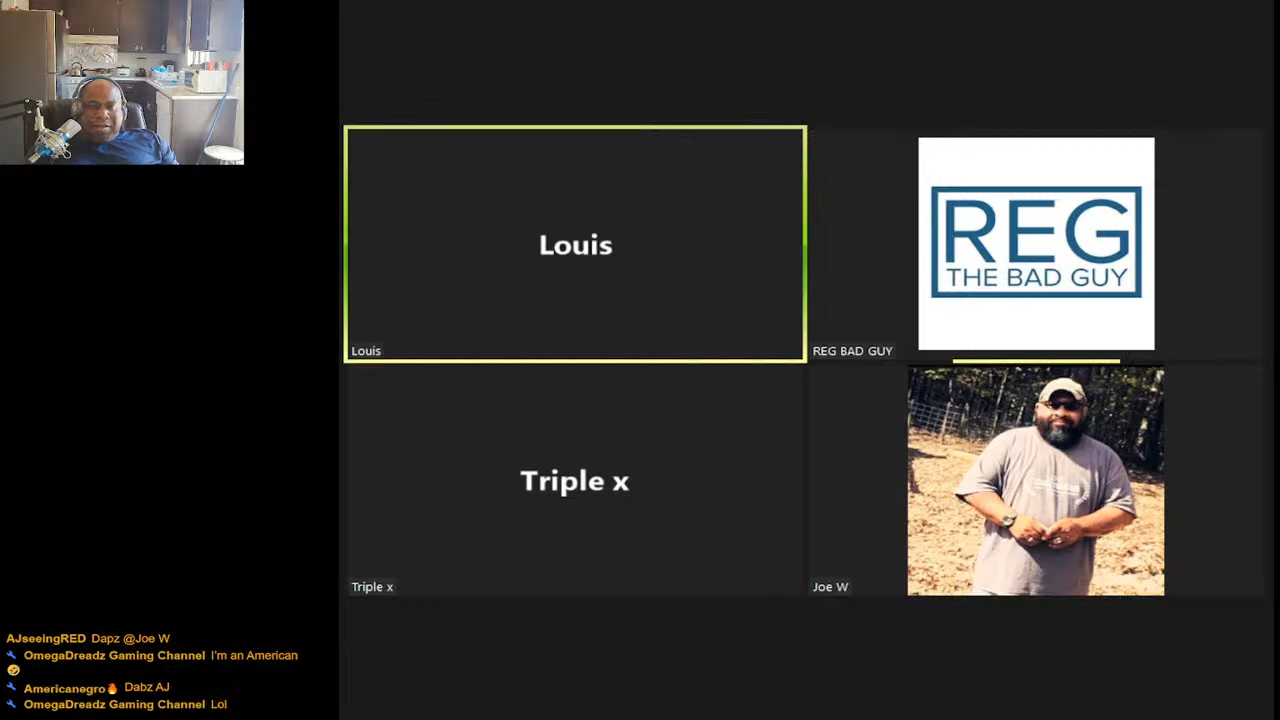 Louis
Louis
REG
THE BAD GUY
REG BAD GUY
Triple x
Triple x
Joe W
AJseeingRED Dapz @Joe W
OmegaDreadz Gaming Channel I'm an American
🤣
Americanegro🔥 Dabz AJ
OmegaDreadz Gaming Channel Lol